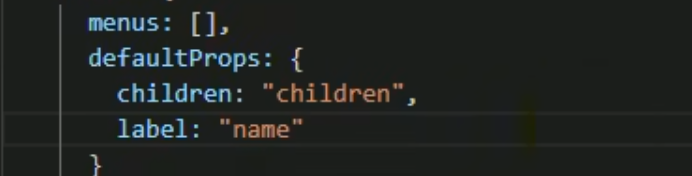 menus: [],
defaultProps: {
children: "children",
label: "name"
}